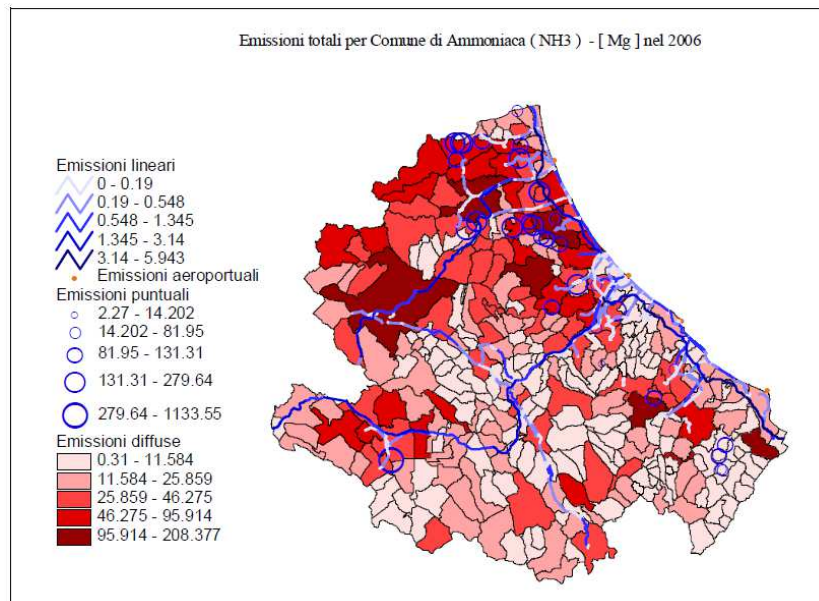 Emissioni totali per Comune di Ammoniaca ( NH3 ) - [ Mg ] nel 2006
Emissioni lineari
0 - 0.19
0.19 - 0.548
0.548 - 1.345
1.345 - 3.14
3.14 - 5.943
Emissioni aeroportuali
Emissioni puntuali
2.27 - 14.202
14.202 - 81.95
81.95 - 131.31
131.31 - 279.64
279.64 - 1133.55
Emissioni diffuse
0.31 - 11.584
11.584 - 25.859
25.859 - 46.275
46.275 - 95.914
95.914 - 208.377